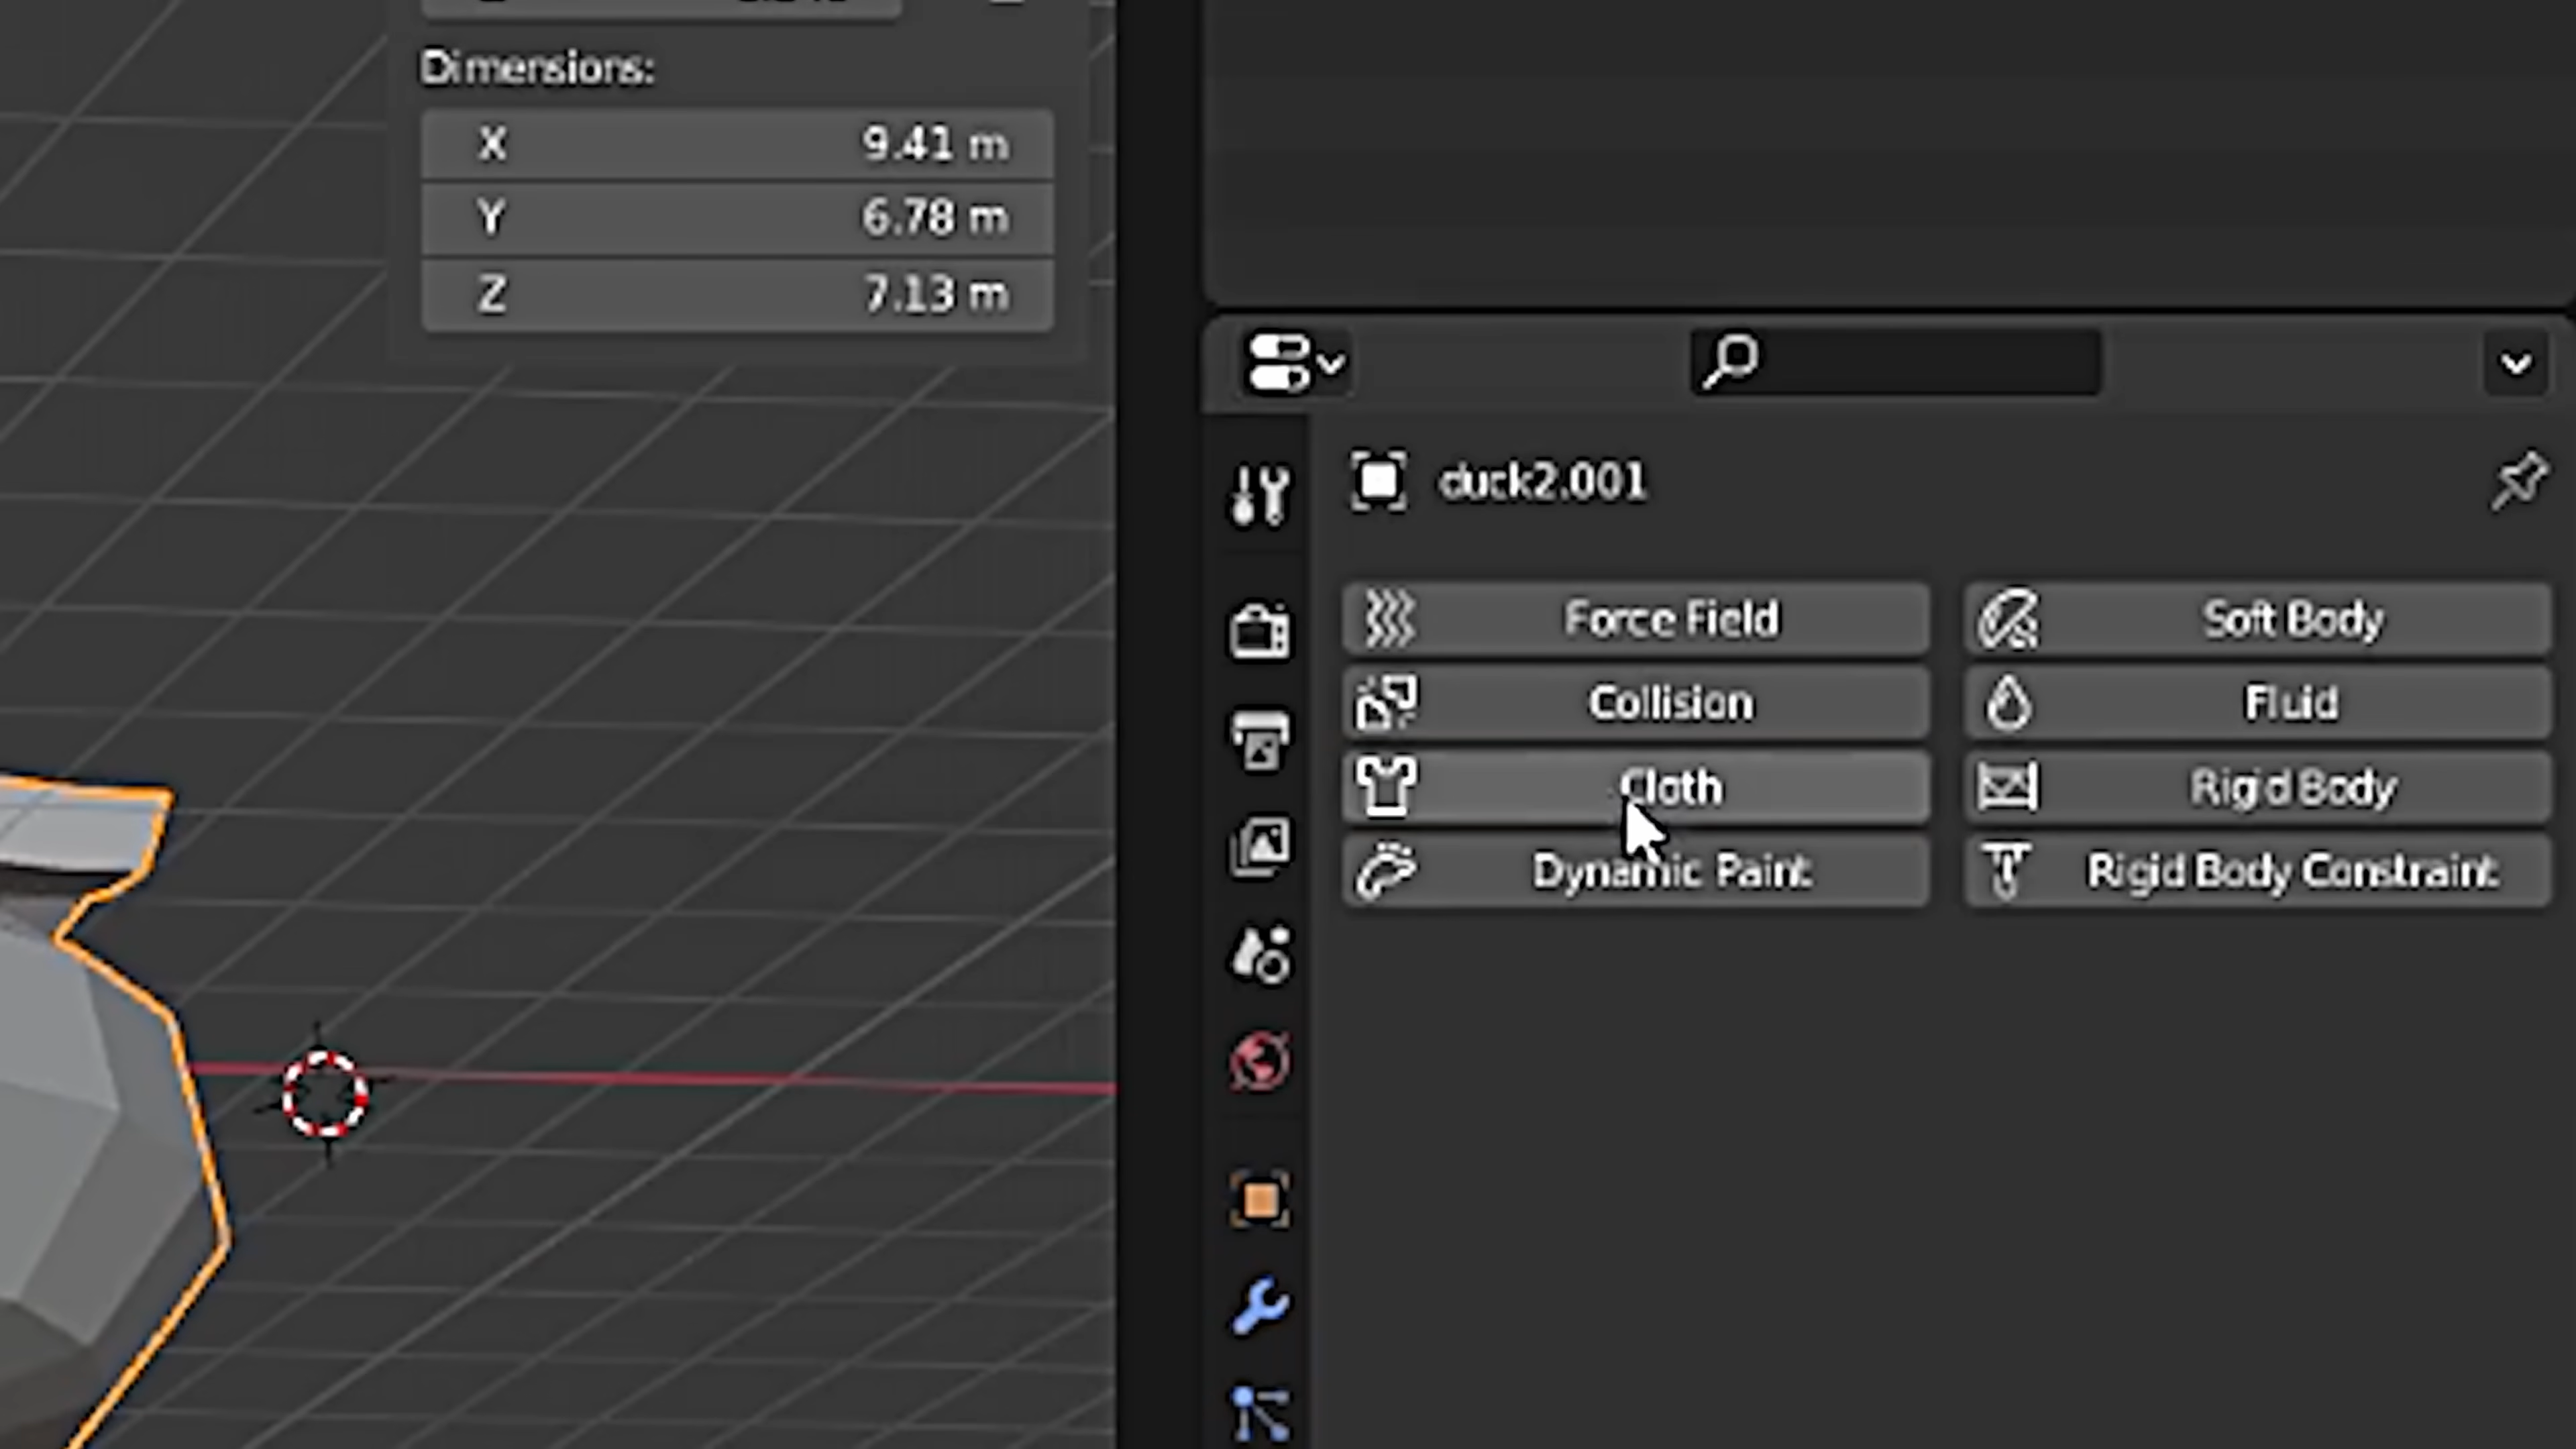 Dimensions:
X 9.41 m
Y 6.78 m
Z 7.13 m
duck2.001
Force Field
Soft Body
Collision
Fluid
Cloth
Rigid Body
Dynamic Paint
Rigid Body Constraint